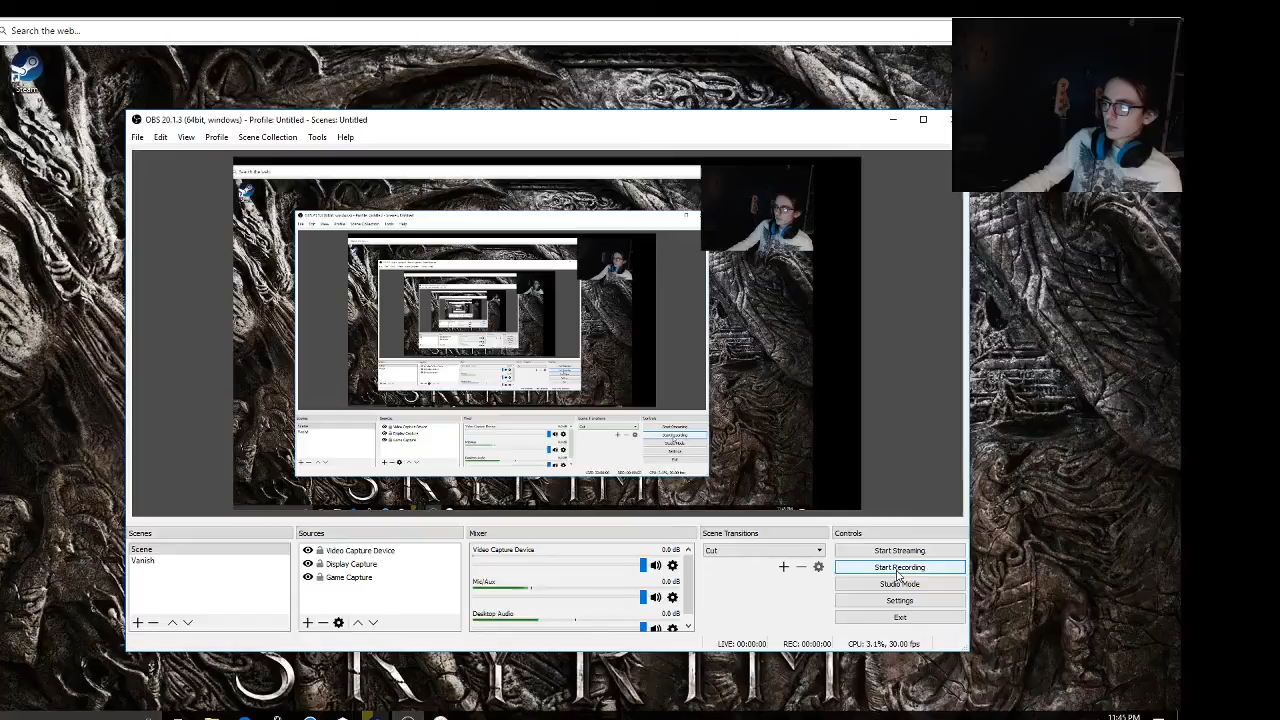 Search the web...
Steam
OBS 20.1.3 (64bit, windows) - Profile: Untitled - Scenes: Untitled
File Edit View Profile Scene Collection Tools Help
Scenes
Scene
Vanish
Sources
Video Capture Device
Display Capture
Game Capture
Mixer
Video Capture Device 0.0 dB
Mic/Aux 0.0 dB
Desktop Audio 0.0 dB
Scene Transitions
Cut
Controls
Start Streaming
Start Recording
Studio Mode
Settings
Exit
LIVE: 00:00:00 REC: 00:00:00 CPU: 3.1%, 30.00 fps
SKYRIM
11:45 PM